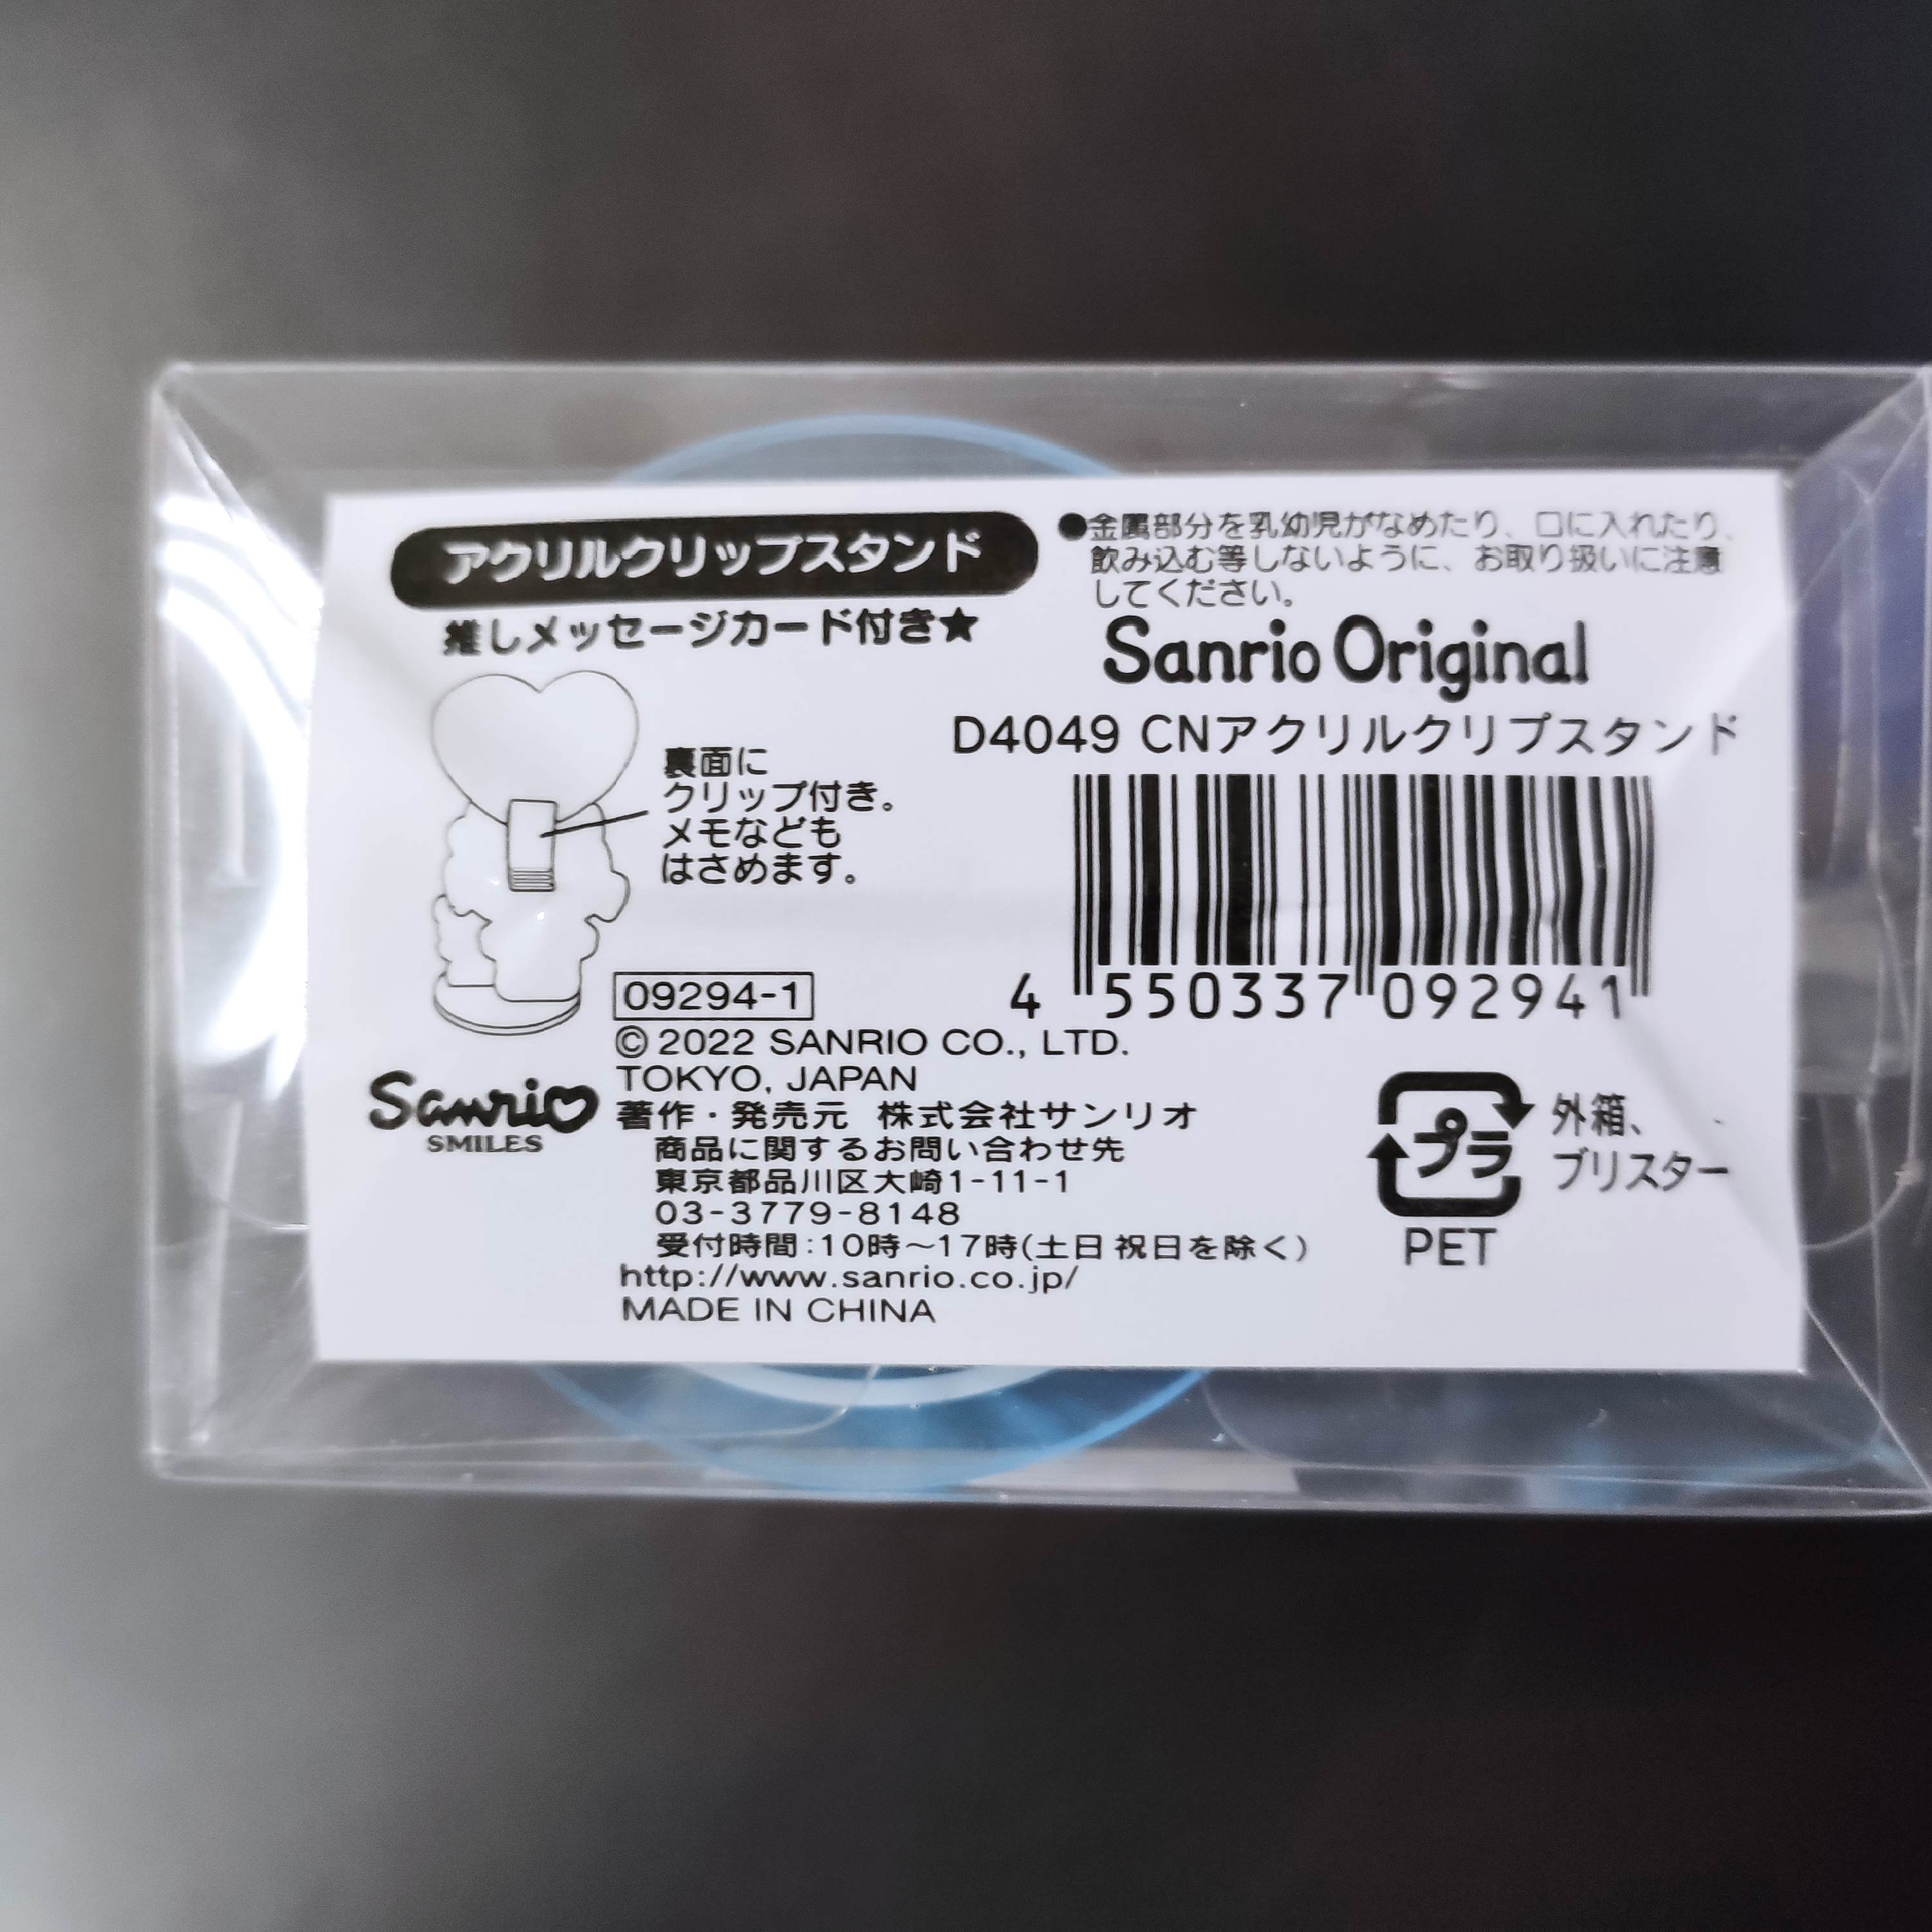 アクリルクリップスタンド
推しメッセージカード付き★
裏面に
クリップ付き。
メモなども
はさめます。
●金属部分を乳幼児がなめたり、口に入れたり、
飲み込む等しないように、お取り扱いに注意
してください。
Sanrio Original
D4049 CNアクリルクリプスタンド
4 550337 092941
09294-1
© 2022 SANRIO CO., LTD.
TOKYO, JAPAN
Sanrio
SMILES
著作・発売元 株式会社サンリオ
商品に関するお問い合わせ先
東京都品川区大崎1-11-1
03-3779-8148
受付時間:10時〜17時(土日祝日を除く)
http://www.sanrio.co.jp/
MADE IN CHINA
プラ
外箱、
ブリスター
PET